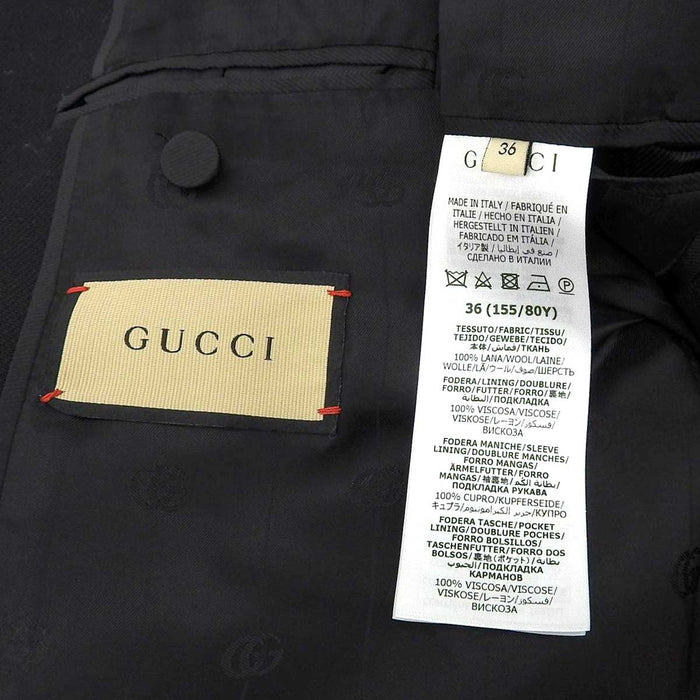 GUCCI
36
G CI
MADE IN ITALY / FABRIQUÉ EN
ITALIE / HECHO EN ITALIA /
HERGESTELLT IN ITALIEN /
FABRICADO EM ITÁLIA /
イタリア製 / صنع في إيطاليا /
СДЕЛАНО В ИТАЛИИ
36 (155/80Y)
TESSUTO/FABRIC/TISSU/
TEJIDO/GEWEBE/TECIDO/
本体/قماش/ТКАНЬ
100% LANA/WOOL/LAINE/
WOLLE/LÃ/ウール/صوف/ШЕРСТЬ
FODERA/LINING/DOUBLURE/
FORRO/FUTTER/FORRO/裏地/
البطانة/ПОДКЛАДКА
100% VISCOSA/VISCOSE/
VISKOSE/レーヨン/فسكوز/
ВИСКОЗА
FODERA MANICHE/SLEEVE
LINING/DOUBLURE MANCHES/
FORRO MANGAS/
ÄRMELFUTTER/ FORRO
MANGAS/袖裏地/بطانة الكم/
ПОДКЛАДКА РУКАВА
100% CUPRO/KUPFERSEIDE/
キュプラ/حرير الكبرامونيوم/КУПРО
FODERA TASCHE/POCKET
LINING/DOUBLURE POCHES/
FORRO BOLSILLOS/
TASCHENFUTTER/FORRO DOS
BOLSOS/裏地(ポケット)/بطانة
الجيوب/ПОДКЛАДКА
КАРМАНОВ
100% VISCOSA/VISCOSE/
VISKOSE/レーヨン/فسكوز/
ВИСКОЗА